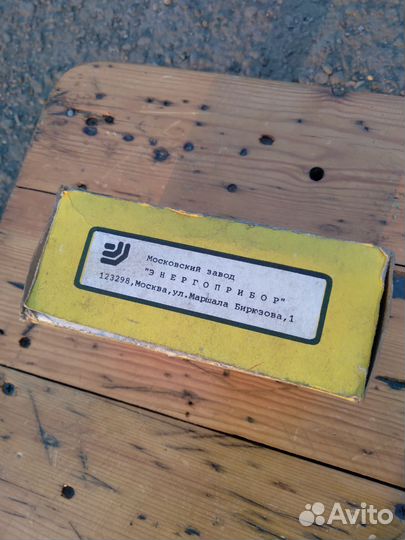 Московский завод
"ЭНЕРГОПРИБОР"
123298,Москва,ул.Маршала Бирюзова,1
Avito